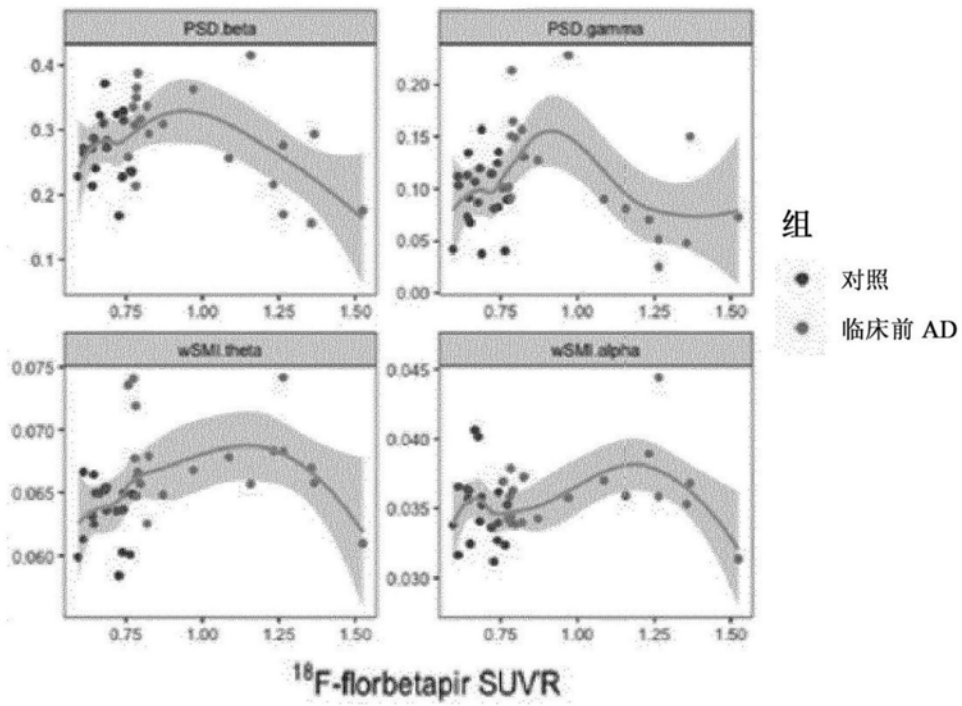 PSD.beta
PSD.gamma
0.4
0.3
0.2
0.1
0.20
0.15
0.10
0.05
0.00
0.75 1.00 1.25 1.50
0.75 1.00 1.25 1.50
wSMI.theta
wSMI.alpha
0.075
0.070
0.065
0.060
0.045
0.040
0.035
0.030
0.75 1.00 1.25 1.50
0.75 1.00 1.25 1.50
¹⁸F-florbetapir SUVR
组
对照
临床前 AD